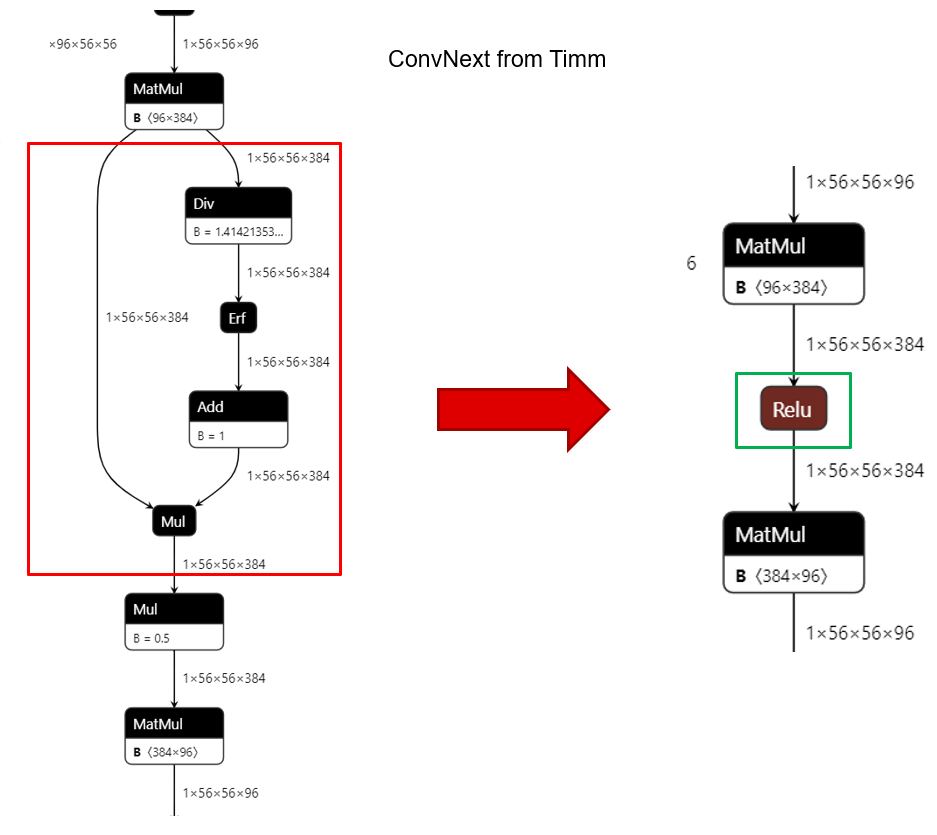 ×96×56×56
1×56×56×96
ConvNext from Timm
MatMul
B ⟨96×384⟩
1×56×56×384
Div
B = 1.41421353...
1×56×56×384
Erf
1×56×56×384
1×56×56×384
Add
B = 1
1×56×56×384
Mul
1×56×56×384
Mul
B = 0.5
1×56×56×384
MatMul
B ⟨384×96⟩
1×56×56×96
1×56×56×96
MatMul
6
B ⟨96×384⟩
1×56×56×384
Relu
1×56×56×384
MatMul
B ⟨384×96⟩
1×56×56×96